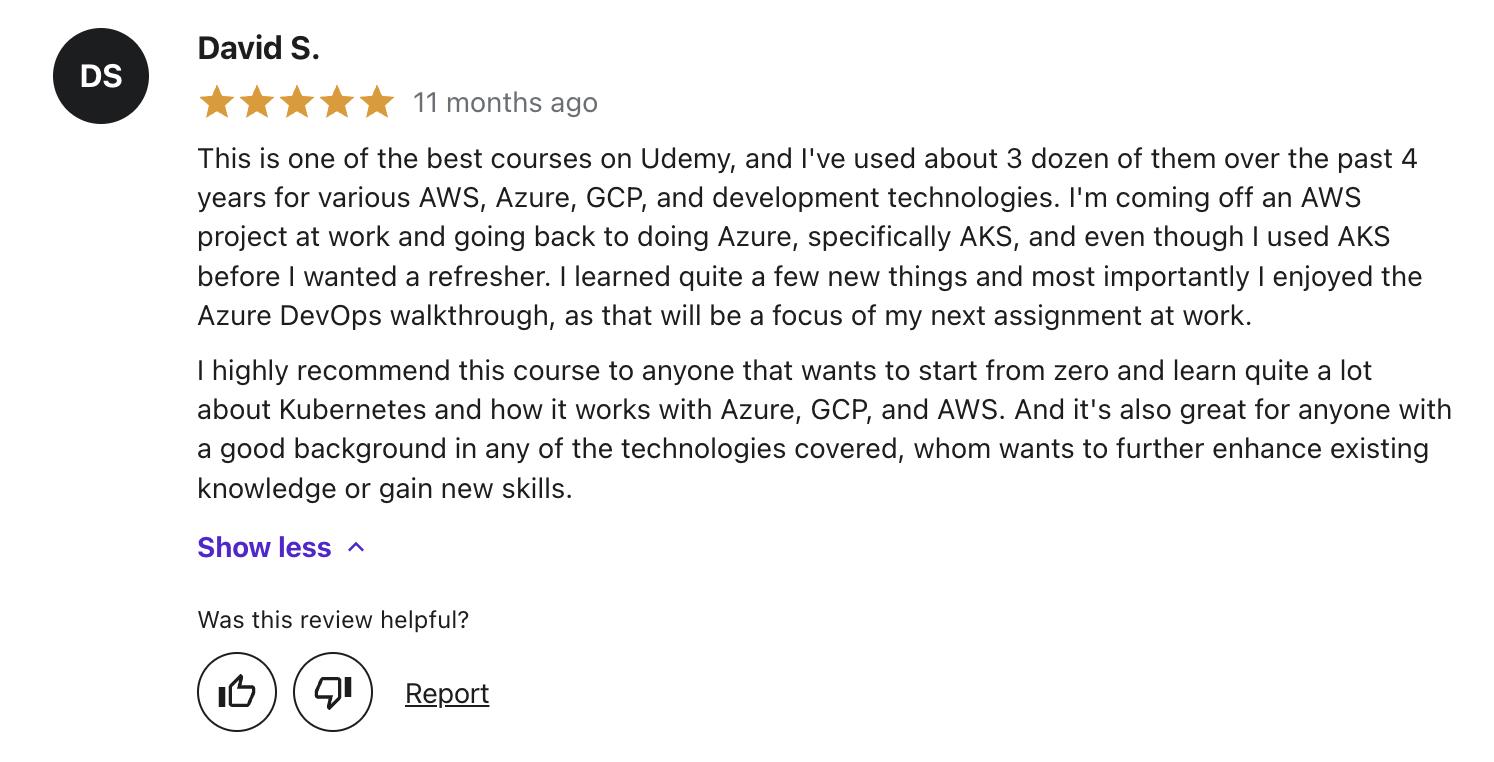 DS
David S.
11 months ago
This is one of the best courses on Udemy, and I've used about 3 dozen of them over the past 4
years for various AWS, Azure, GCP, and development technologies. I'm coming off an AWS
project at work and going back to doing Azure, specifically AKS, and even though I used AKS
before I wanted a refresher. I learned quite a few new things and most importantly I enjoyed the
Azure DevOps walkthrough, as that will be a focus of my next assignment at work.
I highly recommend this course to anyone that wants to start from zero and learn quite a lot
about Kubernetes and how it works with Azure, GCP, and AWS. And it's also great for anyone with
a good background in any of the technologies covered, whom wants to further enhance existing
knowledge or gain new skills.
Show less
Was this review helpful?
Report